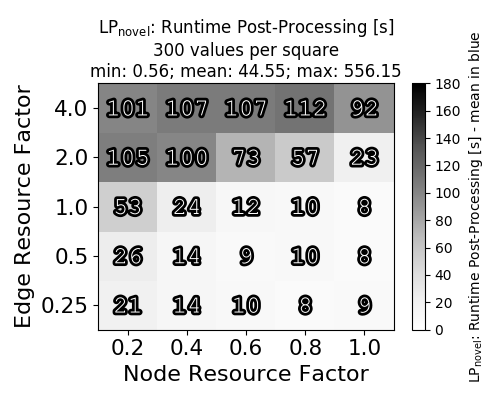 LP_novel: Runtime Post-Processing [s]
300 values per square
min: 0.56; mean: 44.55; max: 556.15
Edge Resource Factor
4.0 101 107 107 112 92
2.0 105 100 73 57 23
1.0 53 24 12 10 8
0.5 26 14 9 10 8
0.25 21 14 10 8 9
0.2 0.4 0.6 0.8 1.0
Node Resource Factor
180
160
140
120
100
80
60
40
20
0
LP_novel: Runtime Post-Processing [s] - mean in blue